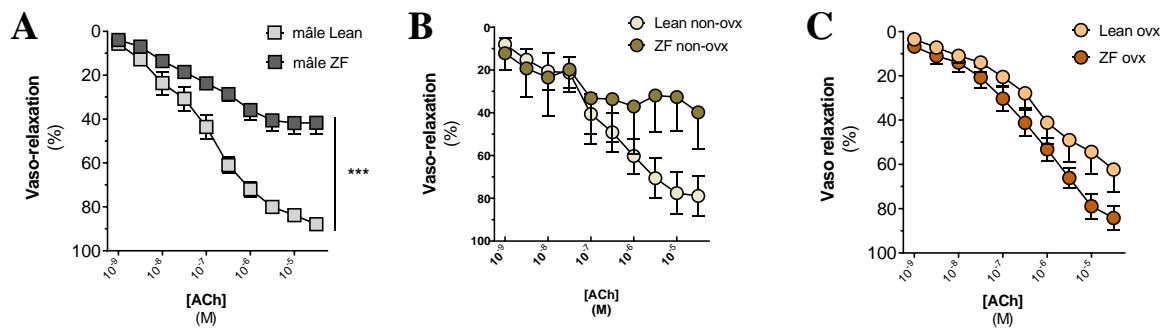 A
mâle Lean
mâle ZF
0
20
40
60
80
100
Vaso-relaxation
(%)
***
10⁻⁹
10⁻⁸
10⁻⁷
10⁻⁶
10⁻⁵
[ACh]
(M)
B
Lean non-ovx
ZF non-ovx
0
20
40
60
80
100
Vaso-relaxation
(%)
10⁻⁹
10⁻⁸
10⁻⁷
10⁻⁶
10⁻⁵
[ACh]
(M)
C
Lean ovx
ZF ovx
0
20
40
60
80
100
Vaso relaxation
(%)
10⁻⁹
10⁻⁸
10⁻⁷
10⁻⁶
10⁻⁵
[ACh]
(M)